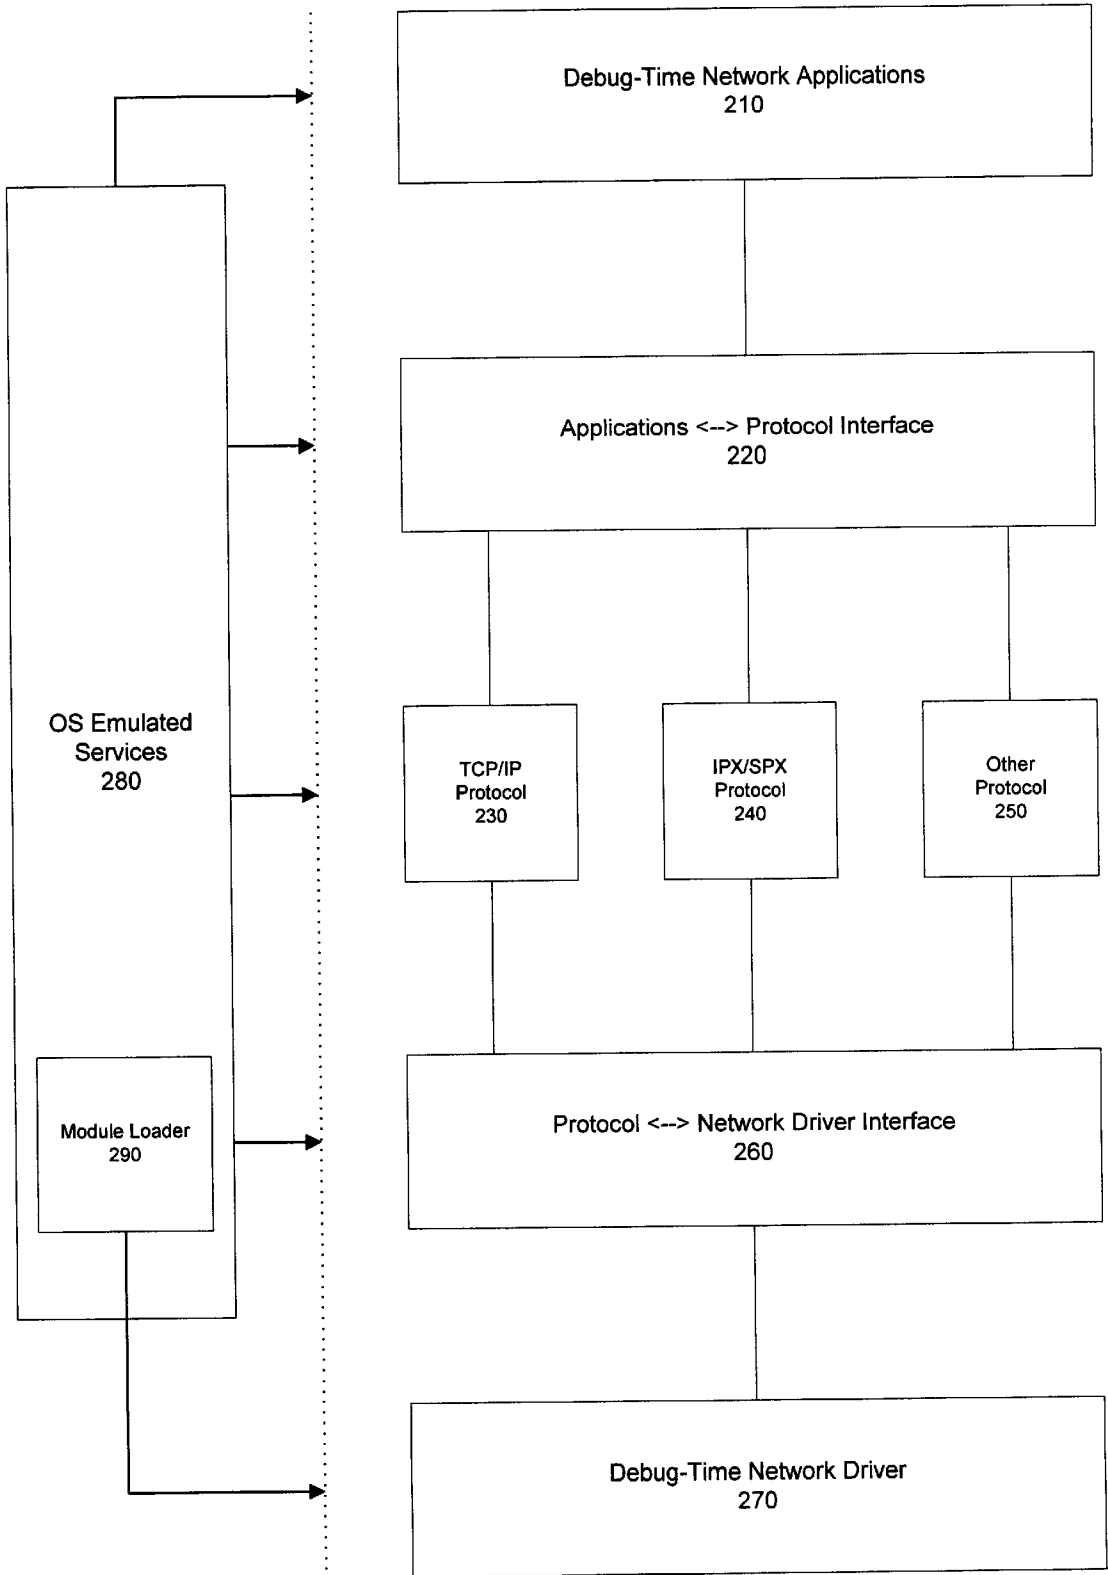 Debug-Time Network Applications
210
Applications <--> Protocol Interface
220
OS Emulated
Services
280
TCP/IP
Protocol
230
IPX/SPX
Protocol
240
Other
Protocol
250
Module Loader
290
Protocol <--> Network Driver Interface
260
Debug-Time Network Driver
270